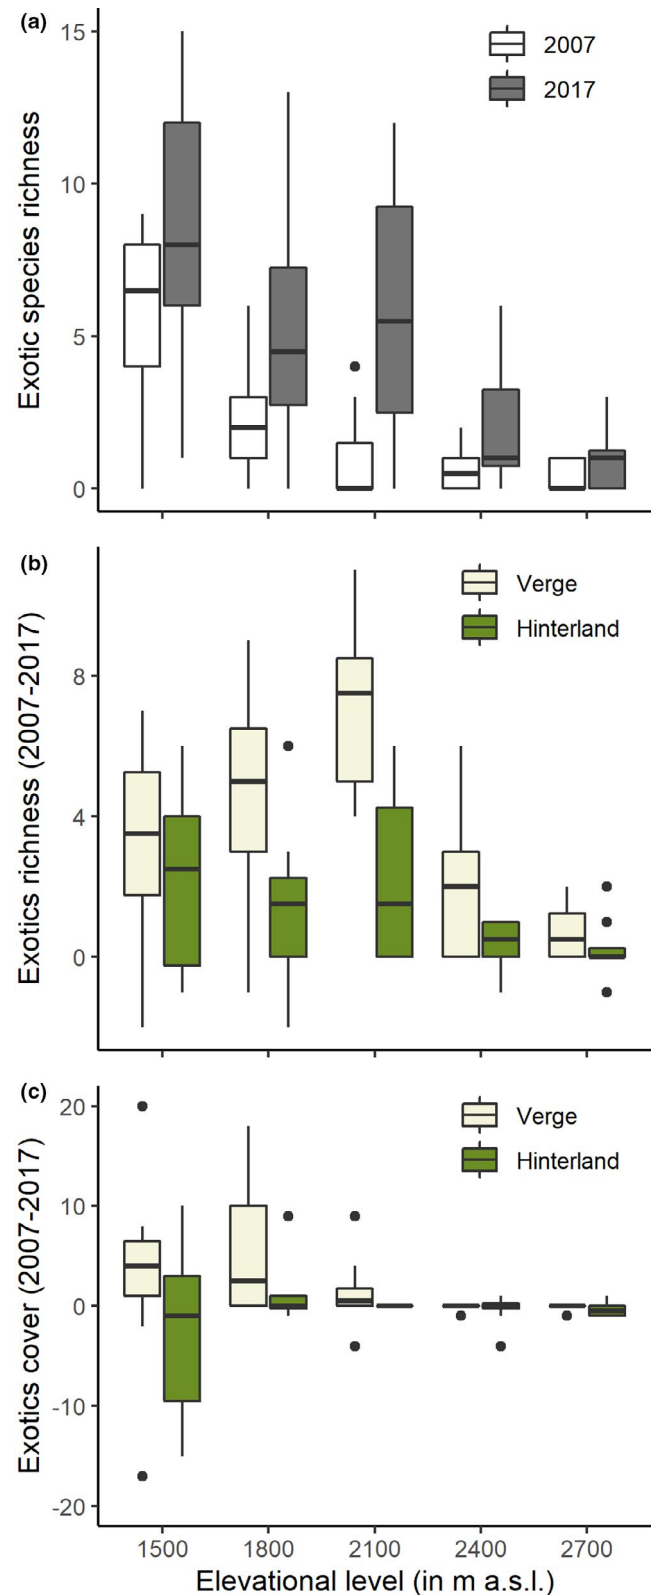 (a)
Exotic species richness
15
10
5
0
2007
2017
(b)
Exotics richness (2007-2017)
8
4
0
Verge
Hinterland
(c)
Exotics cover (2007-2017)
20
10
0
-10
-20
Verge
Hinterland
1500 1800 2100 2400 2700
Elevational level (in m a.s.l.)